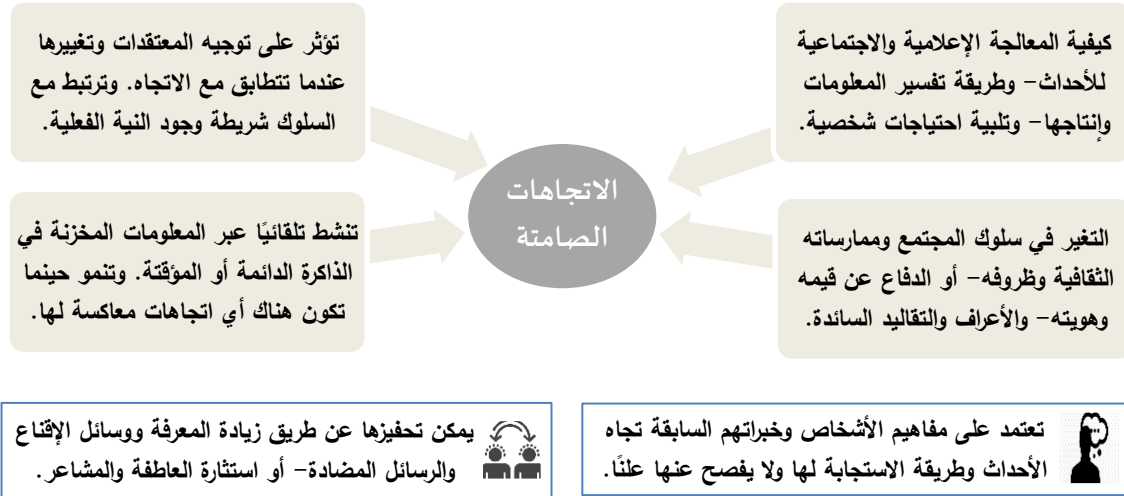 كيفية المعالجة الإعلامية والاجتماعية
للأحداث– وطريقة تفسير المعلومات
وإنتاجها– وتلبية احتياجات شخصية.
تؤثر على توجيه المعتقدات وتغييرها
عندما تتطابق مع الاتجاه. وترتبط مع
السلوك شريطة وجود النية الفعلية.
الاتجاهات
الصامتة
التغير في سلوك المجتمع وممارساته
الثقافية وظروفه– أو الدفاع عن قيمه
وهويته– والأعراف والتقاليد السائدة.
تنشط تلقائيًا عبر المعلومات المخزنة في
الذاكرة الدائمة أو المؤقتة. وتنمو حينما
تكون هناك أي اتجاهات معاكسة لها.
تعتمد على مفاهيم الأشخاص وخبراتهم السابقة تجاه
الأحداث وطريقة الاستجابة لها ولا يفصح عنها علنًا.
يمكن تحفيزها عن طريق زيادة المعرفة ووسائل الإقناع
والرسائل المضادة– أو استثارة العاطفة والمشاعر.